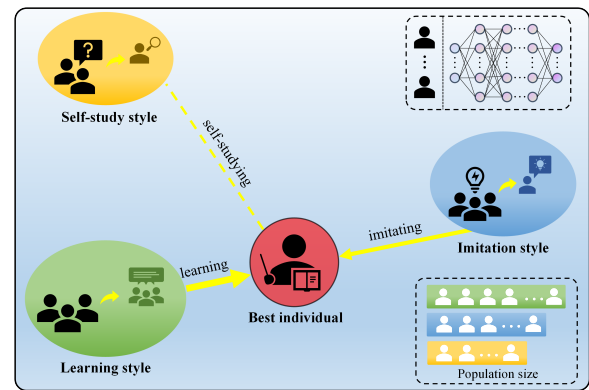 ?
Self-study style
self-studying
imitating
Imitation style
learning
Learning style
Best individual
Population size